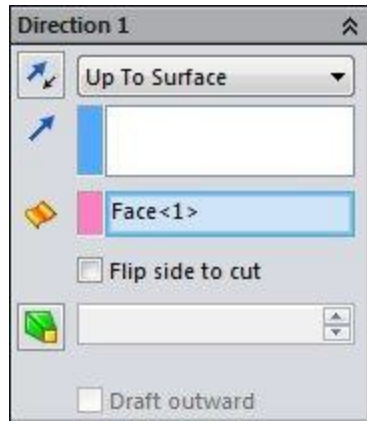 Direction 1
Up To Surface
Face<1>
Flip side to cut
Draft outward